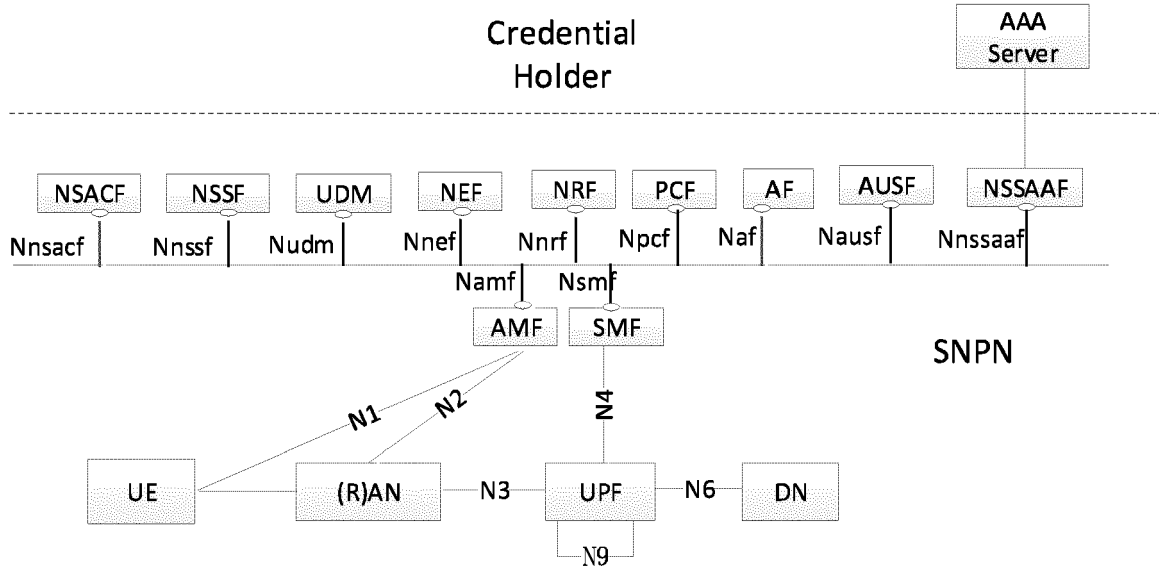 Credential
Holder
AAA
Server
NSACF
NSSF
UDM
NEF
NRF
PCF
AF
AUSF
NSSAAF
Nnsacf
Nnssf
Nudm
Nnef
Nnrf
Npcf
Naf
Nausf
Nnssaaf
Namf
Nsmf
AMF
SMF
SNPN
N1
N2
N4
UE
(R)AN
N3
UPF
N6
DN
N9